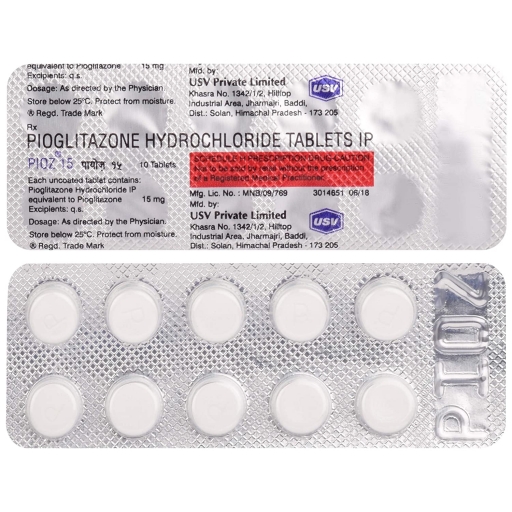 equivalent to Pioglitazone 15 mg
Excipients: q.s.
Dosage: As directed by the Physician
Store below 25°C. Protect from moisture.
® Regd. Trade Mark
Mfd. by:
USV Private Limited
Khasra No. 1342/1/2, Hilltop
Industrial Area, Jharmajri, Baddi,
Dist.: Solan, Himachal Pradesh - 173 205
USV
Rx
PIOGLITAZONE HYDROCHLORIDE TABLETS IP
PIOZ® 15 पायोज़ १५ 10 Tablets
Each uncoated tablet contains:
Pioglitazone Hydrochloride IP
equivalent to Pioglitazone 15 mg
Excipients: q.s.
Dosage: As directed by the Physician.
Store below 25°C. Protect from moisture.
® Regd. Trade Mark
SCHEDULE H PRESCRIPTION DRUG-CAUTION
Not to be sold by retail without the prescription
of a Registered Medical Practitioner.
Mfg. Lic. No. : MNB/09/769 3014651 06/18
Mfd. by:
USV Private Limited
Khasra No. 1342/1/2, Hilltop
Industrial Area, Jharmajri, Baddi,
Dist.: Solan, Himachal Pradesh - 173 205
USV
PIOZ